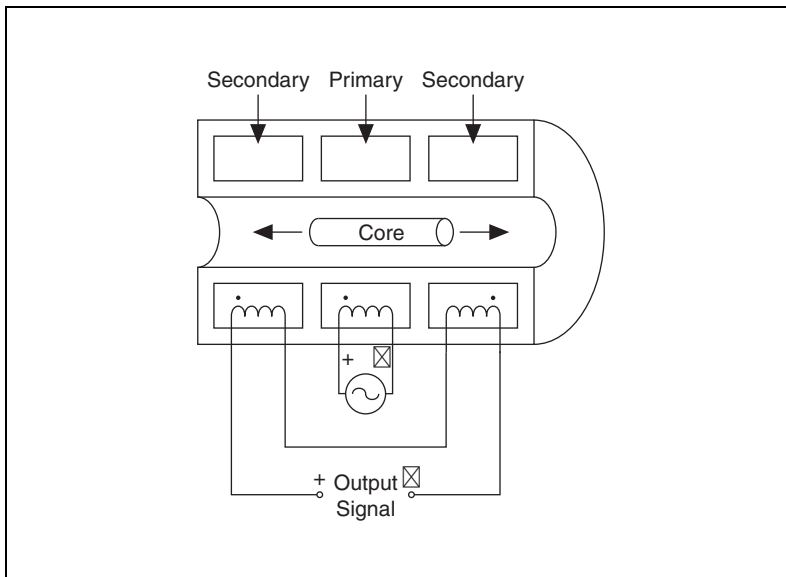 Secondary Primary Secondary
Core
+ ☒
+ Output ☒
Signal